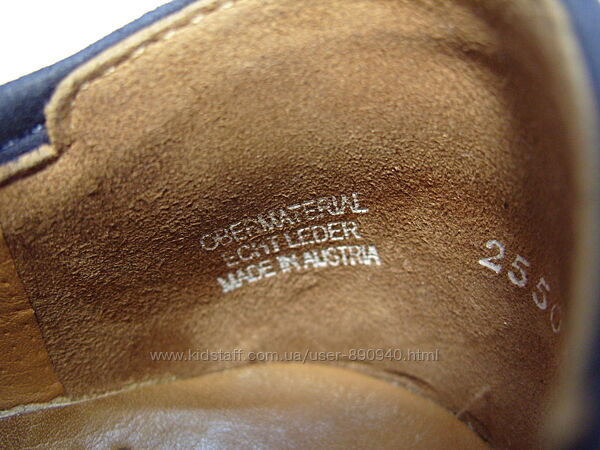 OBERMATERIAL
ECHT LEDER
MADE IN AUSTRIA
2550
www.kidstaff.com.ua/user-890940.html